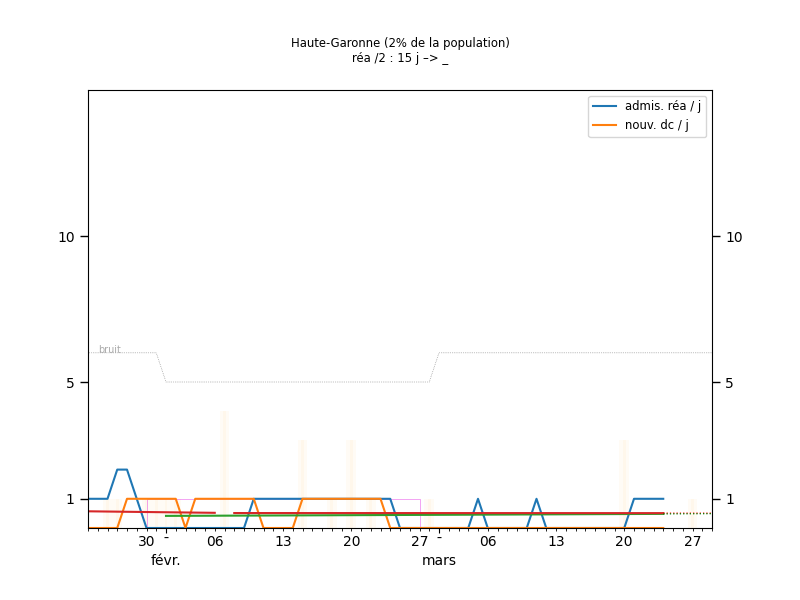 Haute-Garonne (2% de la population)
réa /2 : 15 j –> _
admis. réa / j
nouv. dc / j
10
10
bruit
5
5
1
1
30
-
06
13
20
27
-
06
13
20
27
févr.
mars